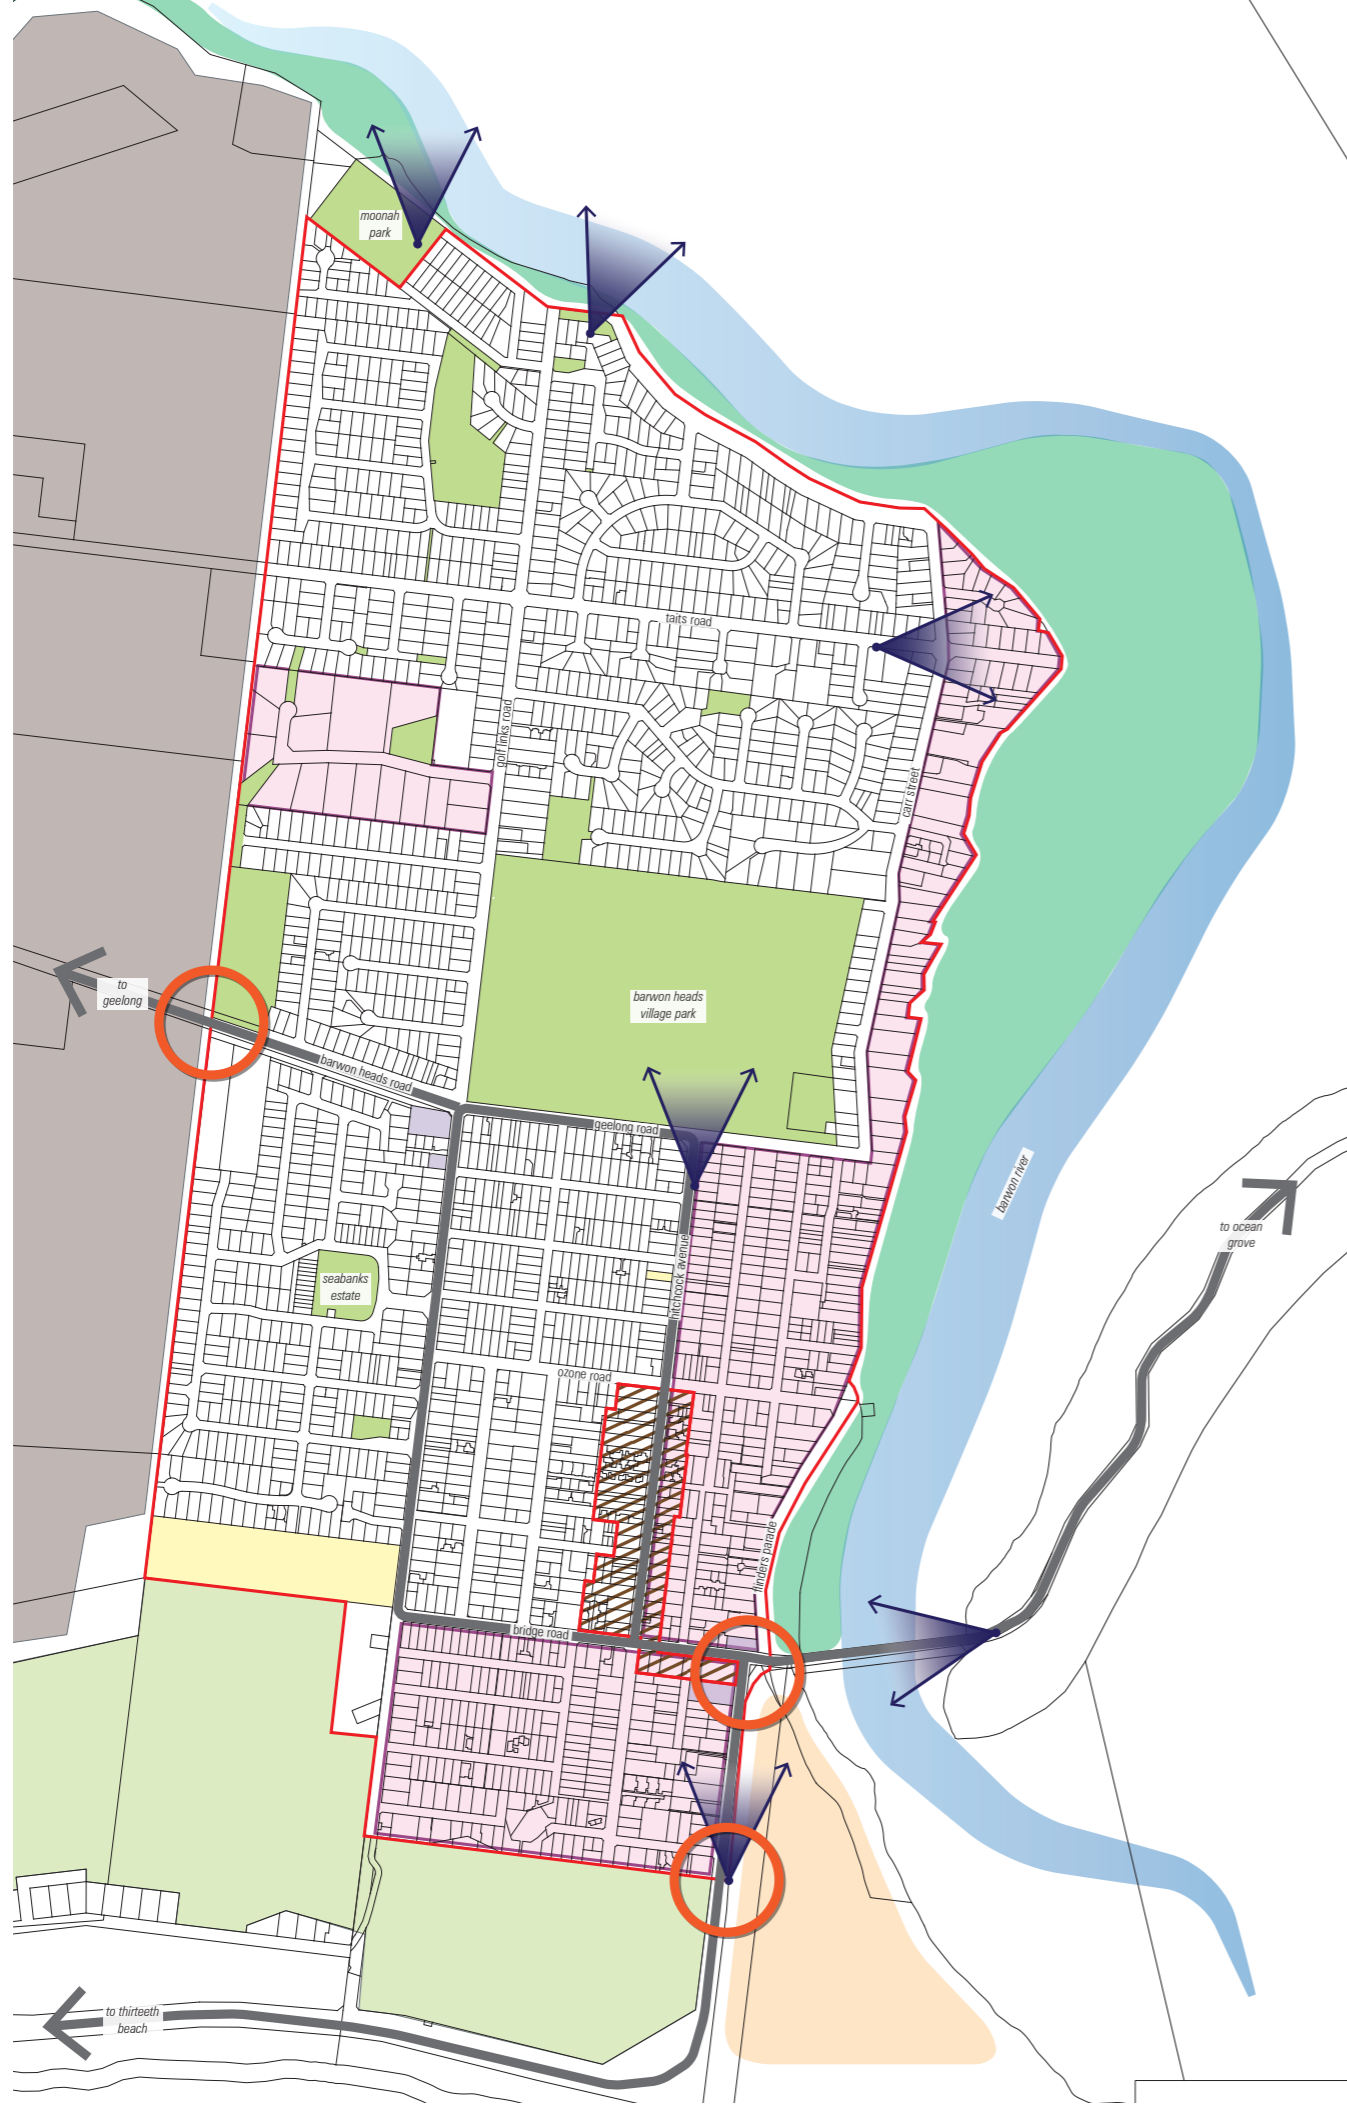 moonah
park
taits road
golf links road
carr street
to
geelong
barwon heads
village park
barwon heads road
geelong road
barwon river
to ocean
grove
hitchcock avenue
seabanks
estate
ozone road
flinders parade
bridge road
to thirteeth
beach